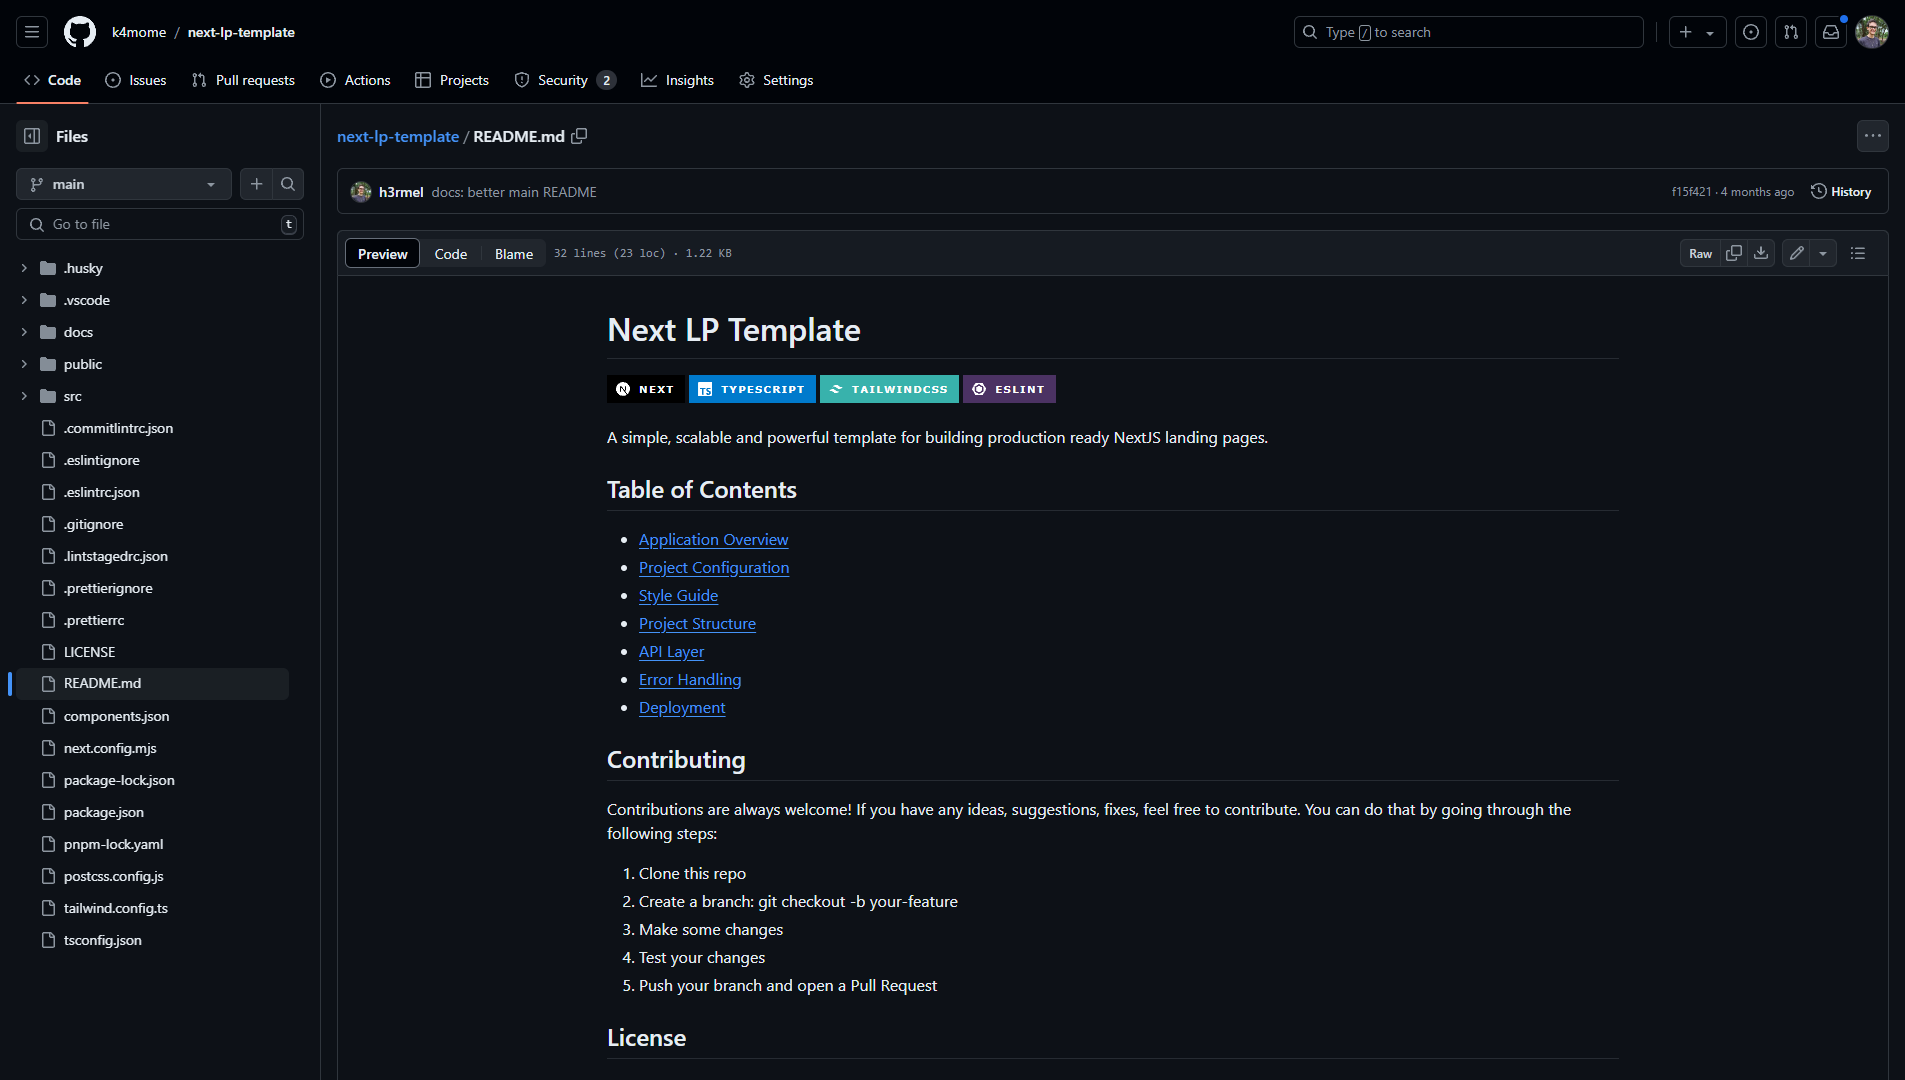 k4mome / next-lp-template
Type / to search
Code
Issues
Pull requests
Actions
Projects
Security 2
Insights
Settings
Files
main
Go to file
t
.husky
.vscode
docs
public
src
.commitlintrc.json
.eslintignore
.eslintrc.json
.gitignore
.lintstagedrc.json
.prettierignore
.prettierrc
LICENSE
README.md
components.json
next.config.mjs
package-lock.json
package.json
pnpm-lock.yaml
postcss.config.js
tailwind.config.ts
tsconfig.json
next-lp-template / README.md
h3rmel docs: better main README
f15f421 · 4 months ago
History
Preview
Code
Blame
32 lines (23 loc) · 1.22 KB
Raw
Next LP Template
N NEXT
TS TYPESCRIPT
TAILWINDCSS
ESLINT
A simple, scalable and powerful template for building production ready NextJS landing pages.
Table of Contents
• Application Overview
• Project Configuration
• Style Guide
• Project Structure
• API Layer
• Error Handling
• Deployment
Contributing
Contributions are always welcome! If you have any ideas, suggestions, fixes, feel free to contribute. You can do that by going through the
following steps:
1. Clone this repo
2. Create a branch: git checkout -b your-feature
3. Make some changes
4. Test your changes
5. Push your branch and open a Pull Request
License